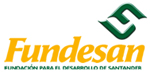 Fundesan
FUNDACIÓN PARA EL DESARROLLO DE SANTANDER